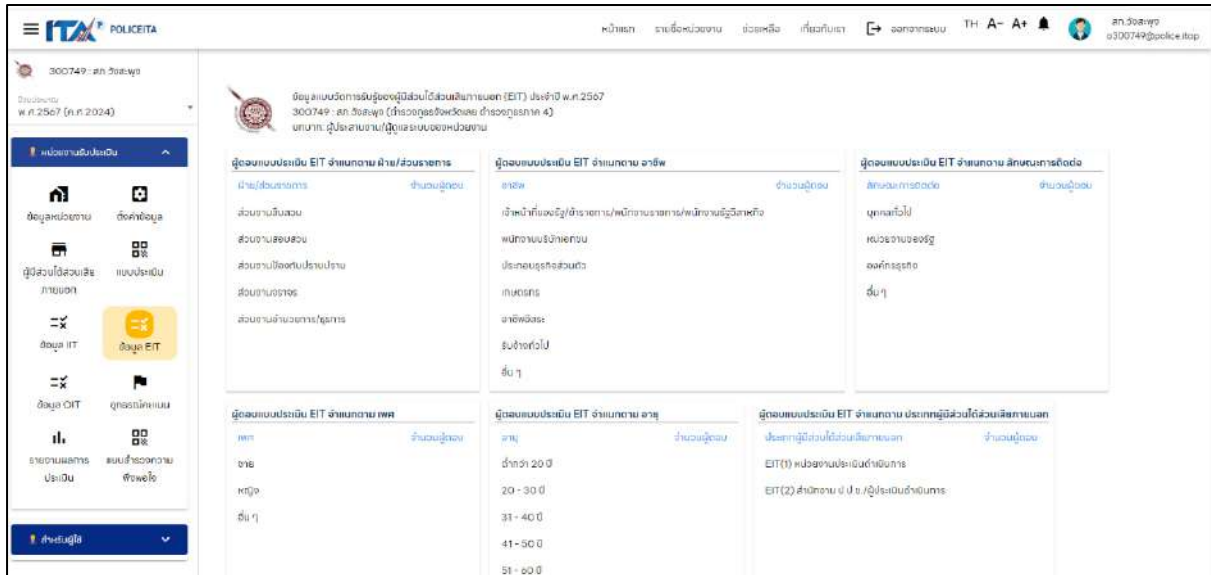 ITA POLICEITA
หน้าแรก รายชื่อหน่วยงาน ช่วยเหลือ เกี่ยวกับเรา ออกจากระบบ TH A- A+ สภ.วังสะพุง
300749 : สภ.วังสะพุง
ปีงบประมาณ
พ.ศ.2567 (ค.ศ.2024)
ข้อมูลแบบวัดการรับรู้ของผู้มีส่วนได้ส่วนเสียภายนอก (EIT) ประจำปี พ.ศ.2567
300749 : สภ.วังสะพุง (ตำรวจภูธรจังหวัดเลย ตำรวจภูธรภาค 4)
บทบาท: ผู้ประสานงาน/ผู้ดูแลระบบของหน่วยงาน
หน่วยงานรับประเมิน
ข้อมูลหน่วยงาน ตั้งค่าข้อมูล
ผู้มีส่วนได้ส่วนเสียภายนอก แบบประเมิน
ข้อมูล IIT ข้อมูล EIT
ข้อมูล OIT อุทธรณ์คะแนน
รายงานผลการประเมิน แบบสำรวจความพึงพอใจ
สำหรับผู้ใช้
ผู้ตอบแบบประเมิน EIT จำแนกตาม ฝ่าย/ส่วนราชการ
ฝ่าย/ส่วนราชการ จำนวนผู้ตอบ
ส่วนงานสืบสวน
ส่วนงานสอบสวน
ส่วนงานป้องกันปราบปราม
ส่วนงานจราจร
ส่วนงานอำนวยการ/ธุรการ
ผู้ตอบแบบประเมิน EIT จำแนกตาม อาชีพ
อาชีพ จำนวนผู้ตอบ
เจ้าหน้าที่ของรัฐ/ข้าราชการ/พนักงานราชการ/พนักงานรัฐวิสาหกิจ
พนักงานบริษัทเอกชน
ประกอบธุรกิจส่วนตัว
เกษตรกร
อาชีพอิสระ
รับจ้างทั่วไป
อื่น ๆ
ผู้ตอบแบบประเมิน EIT จำแนกตาม ลักษณะการติดต่อ
ลักษณะการติดต่อ จำนวนผู้ตอบ
บุคคลทั่วไป
หน่วยงานของรัฐ
องค์กรธุรกิจ
อื่น ๆ
ผู้ตอบแบบประเมิน EIT จำแนกตาม เพศ
เพศ จำนวนผู้ตอบ
ชาย
หญิง
อื่น ๆ
ผู้ตอบแบบประเมิน EIT จำแนกตาม อายุ
อายุ จำนวนผู้ตอบ
ต่ำกว่า 20 ปี
20 - 30 ปี
31 - 40 ปี
41 - 50 ปี
51 - 60 ปี
ผู้ตอบแบบประเมิน EIT จำแนกตาม ประเภทผู้มีส่วนได้ส่วนเสียภายนอก
ประเภทผู้มีส่วนได้ส่วนเสียภายนอก จำนวนผู้ตอบ
EIT(1) หน่วยงานประเมินดำเนินการ
EIT(2) สำนักงาน ป.ป.ช./ผู้ประเมินดำเนินการ